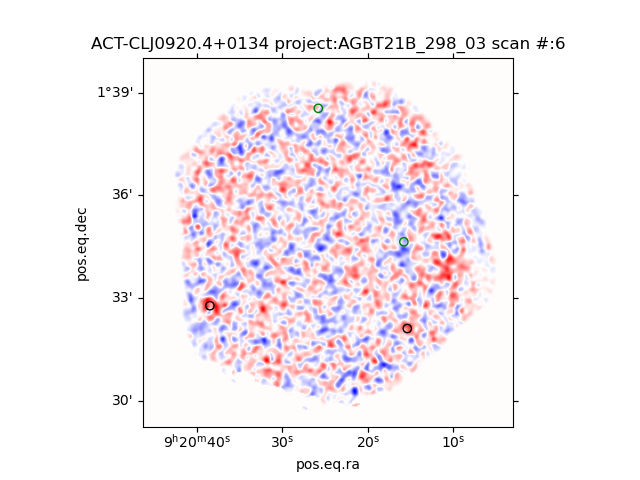 ACT-CLJ0920.4+0134 project:AGBT21B_298_03 scan #:6
1°39'
36'
33'
30'
pos.eq.dec
9h20m40s 30s 20s 10s
pos.eq.ra